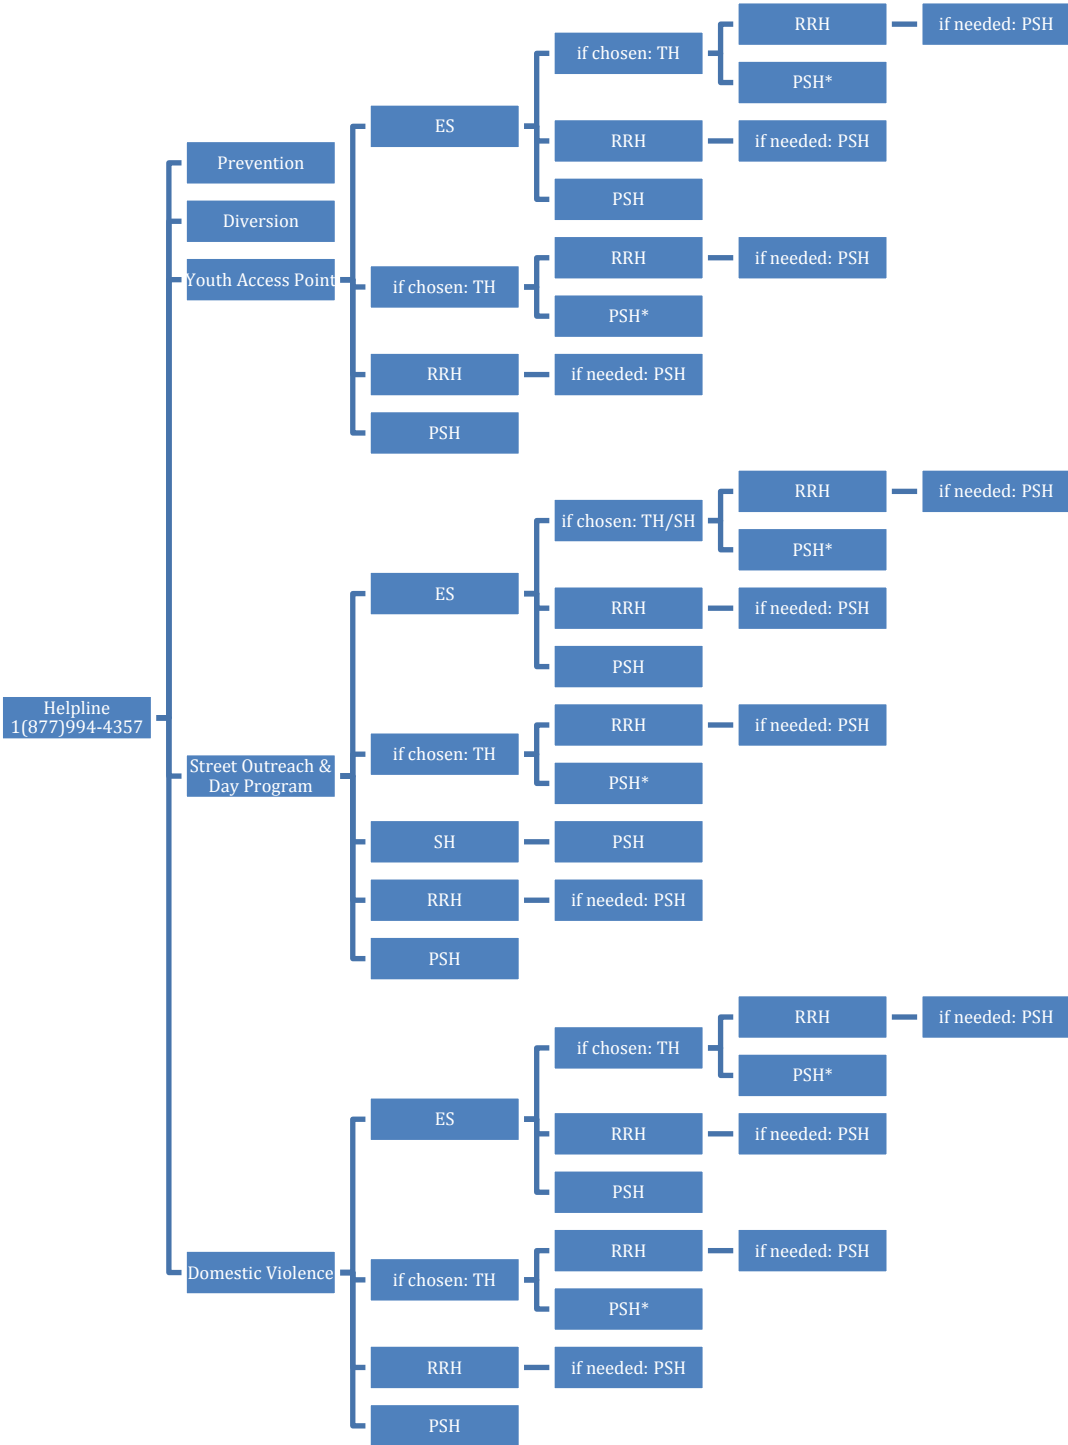 RRH
if needed: PSH
if chosen: TH
PSH*
ES
RRH
if needed: PSH
Prevention
PSH
Diversion
RRH
if needed: PSH
Youth Access Point
if chosen: TH
PSH*
RRH
if needed: PSH
PSH
RRH
if needed: PSH
if chosen: TH/SH
PSH*
ES
RRH
if needed: PSH
PSH
Helpline
1(877)994-4357
RRH
if needed: PSH
if chosen: TH
Street Outreach &
Day Program
PSH*
SH
PSH
RRH
if needed: PSH
PSH
RRH
if needed: PSH
if chosen: TH
PSH*
ES
RRH
if needed: PSH
PSH
RRH
if needed: PSH
Domestic Violence
if chosen: TH
PSH*
RRH
if needed: PSH
PSH